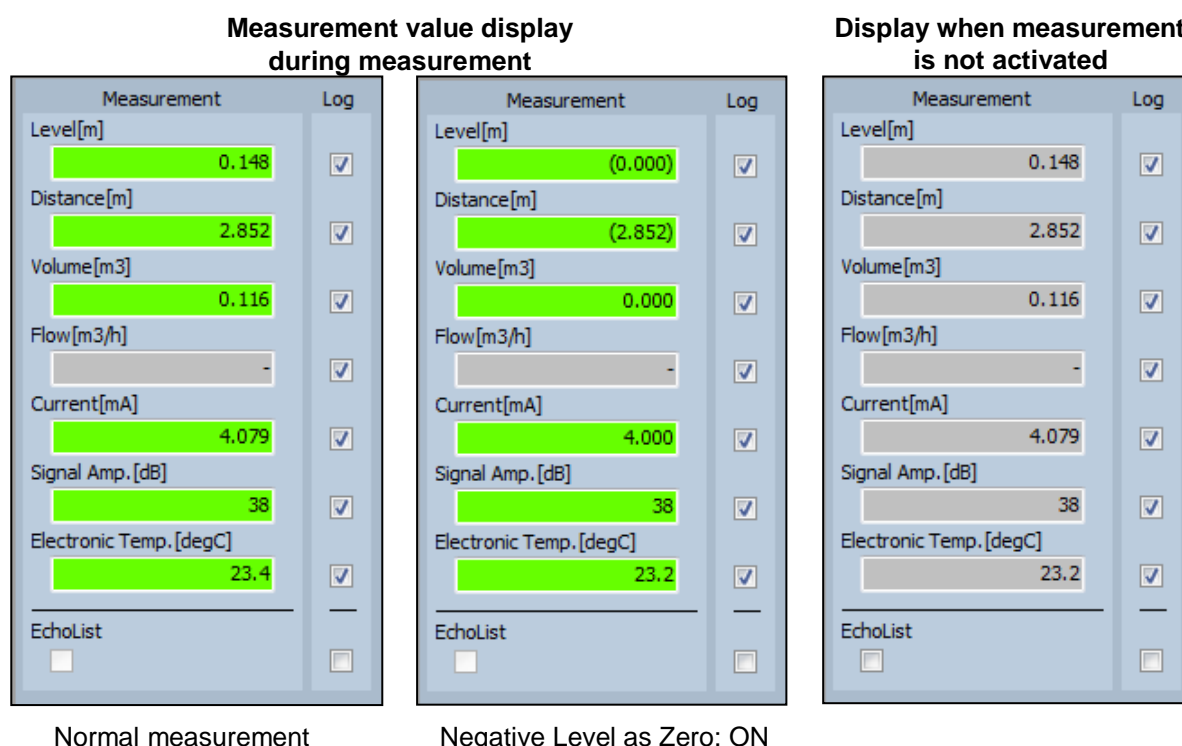 Measurement value display
during measurement
Display when measurement
is not activated
Measurement Log
Level[m]
0.148
Distance[m]
2.852
Volume[m3]
0.116
Flow[m3/h]
-
Current[mA]
4.079
Signal Amp.[dB]
38
Electronic Temp.[degC]
23.4
EchoList
Normal measurement
Measurement Log
Level[m]
(0.000)
Distance[m]
(2.852)
Volume[m3]
0.000
Flow[m3/h]
-
Current[mA]
4.000
Signal Amp.[dB]
38
Electronic Temp.[degC]
23.2
EchoList
Negative Level as Zero: ON
Measurement Log
Level[m]
0.148
Distance[m]
2.852
Volume[m3]
0.116
Flow[m3/h]
-
Current[mA]
4.079
Signal Amp.[dB]
38
Electronic Temp.[degC]
23.2
EchoList